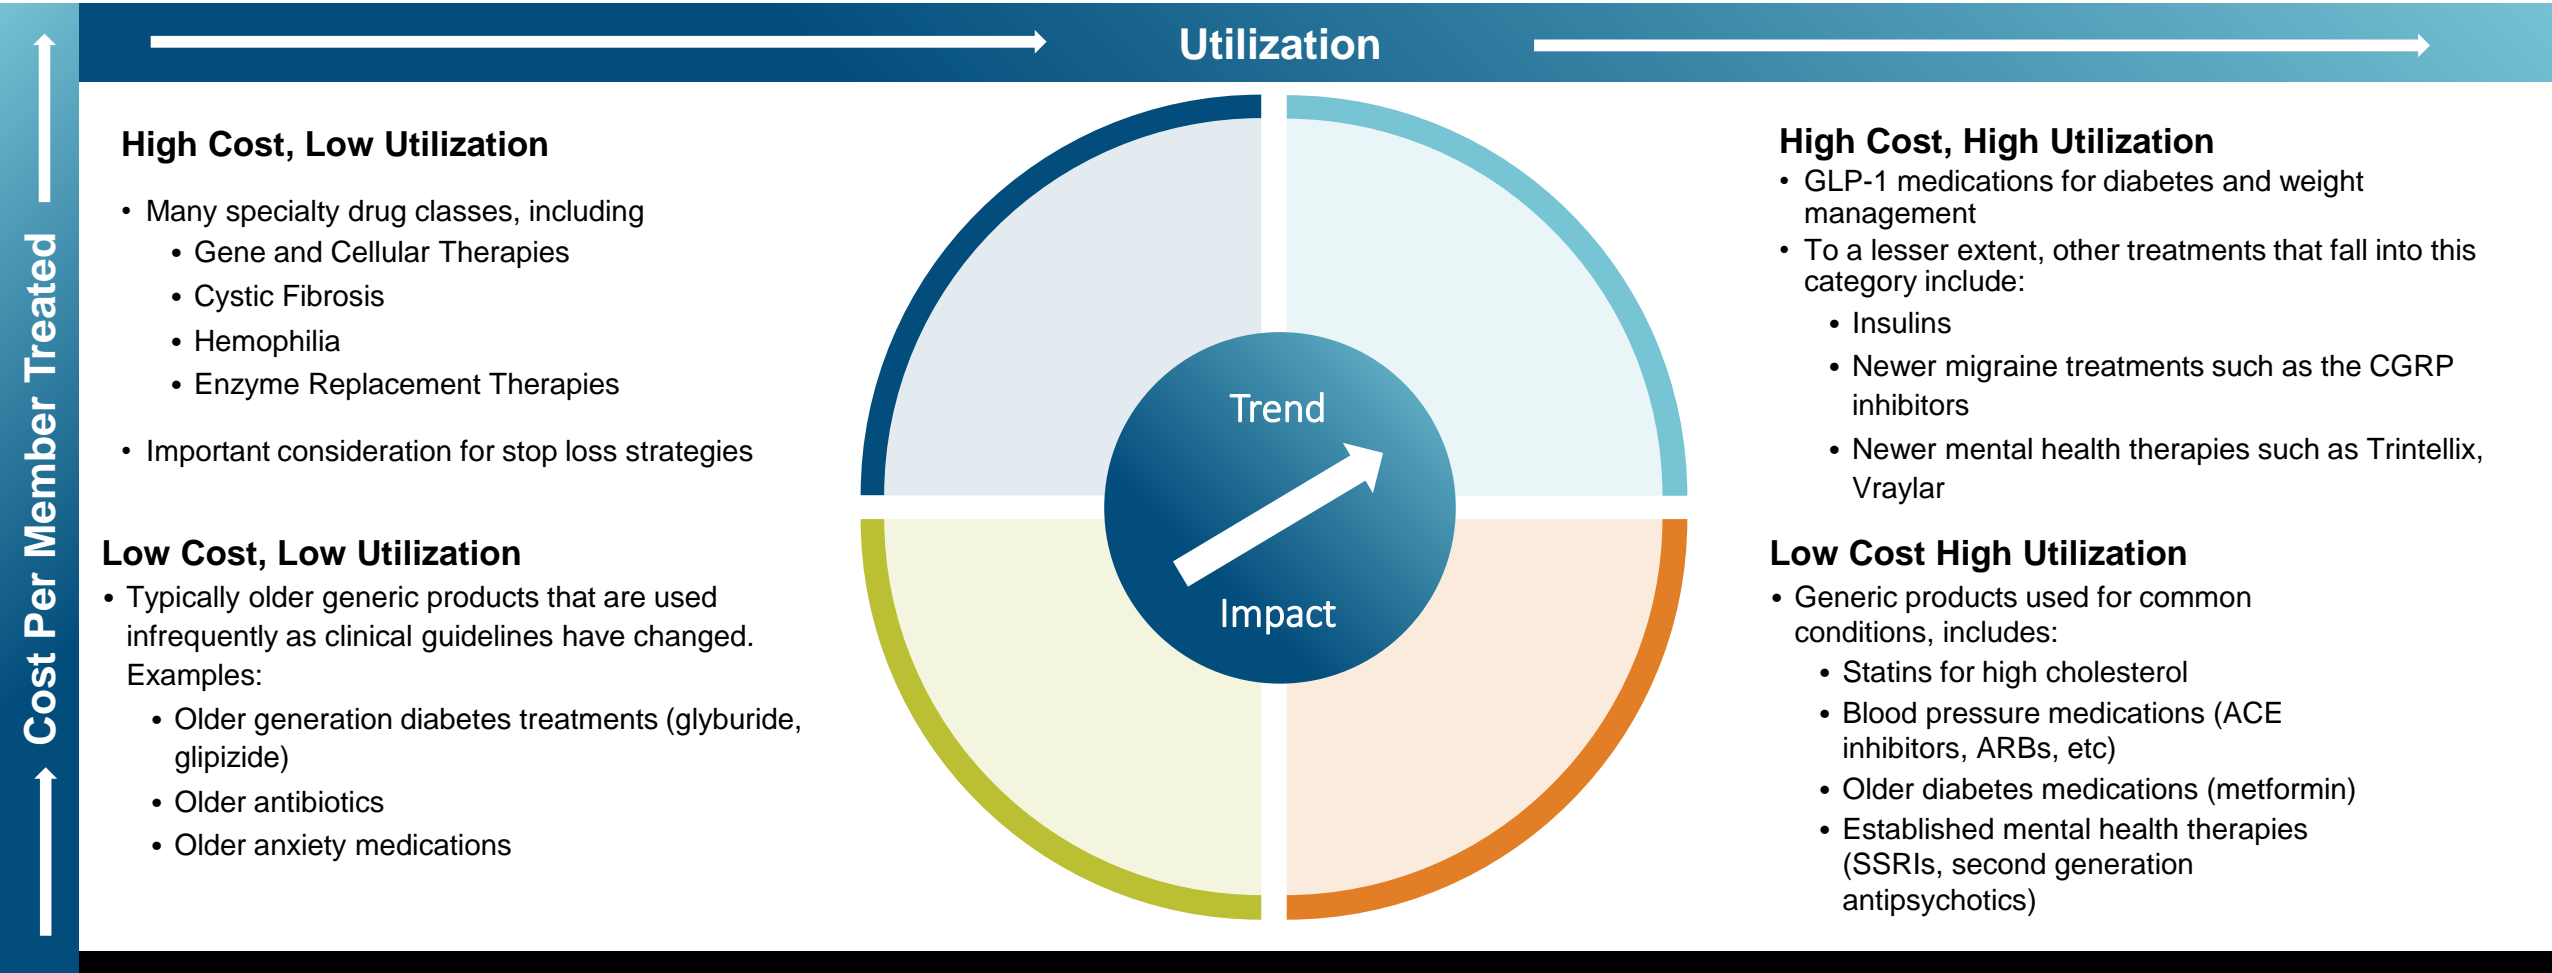 Utilization
Cost Per Member Treated
High Cost, Low Utilization
• Many specialty drug classes, including
• Gene and Cellular Therapies
• Cystic Fibrosis
• Hemophilia
• Enzyme Replacement Therapies
• Important consideration for stop loss strategies
High Cost, High Utilization
• GLP-1 medications for diabetes and weight
management
• To a lesser extent, other treatments that fall into this
category include:
• Insulins
• Newer migraine treatments such as the CGRP
inhibitors
• Newer mental health therapies such as Trintellix,
Vraylar
Trend
Impact
Low Cost, Low Utilization
• Typically older generic products that are used
infrequently as clinical guidelines have changed.
Examples:
• Older generation diabetes treatments (glyburide,
glipizide)
• Older antibiotics
• Older anxiety medications
Low Cost High Utilization
• Generic products used for common
conditions, includes:
• Statins for high cholesterol
• Blood pressure medications (ACE
inhibitors, ARBs, etc)
• Older diabetes medications (metformin)
• Established mental health therapies
(SSRIs, second generation
antipsychotics)